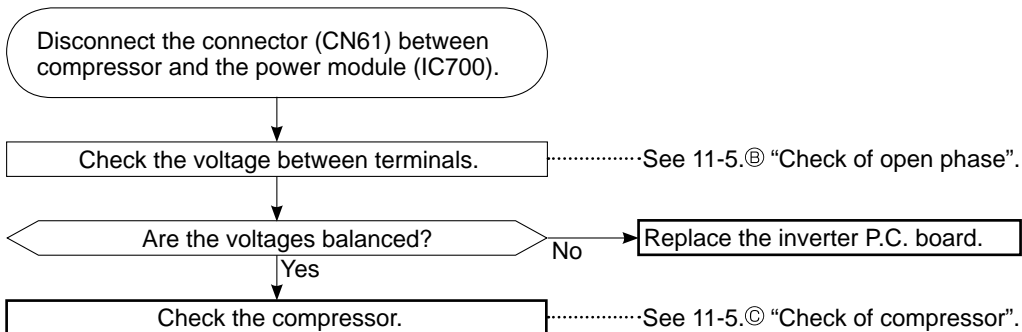 Disconnect the connector (CN61) between
compressor and the power module (IC700).
Check the voltage between terminals.
See 11-5.Ⓑ “Check of open phase”.
Are the voltages balanced?
No
Replace the inverter P.C. board.
Yes
Check the compressor.
See 11-5.Ⓒ “Check of compressor”.